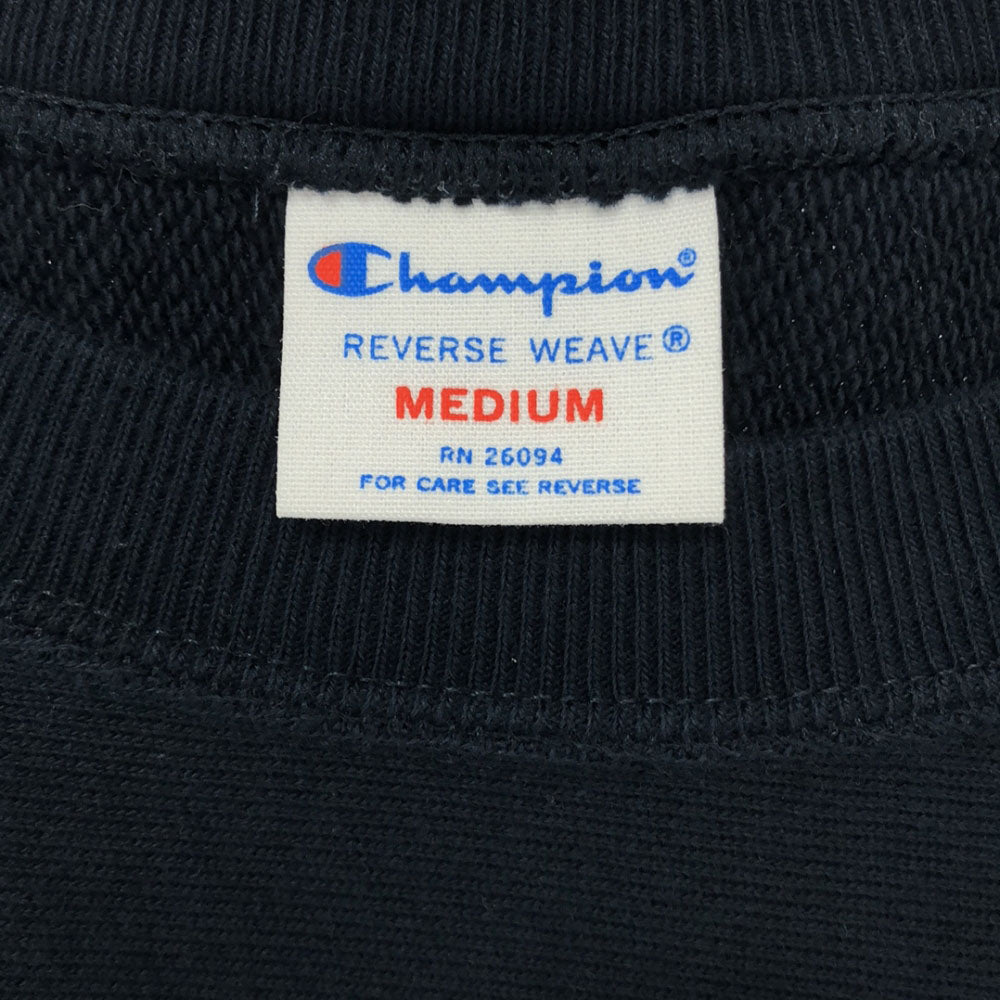 Champion®
REVERSE WEAVE®
MEDIUM
RN 26094
FOR CARE SEE REVERSE